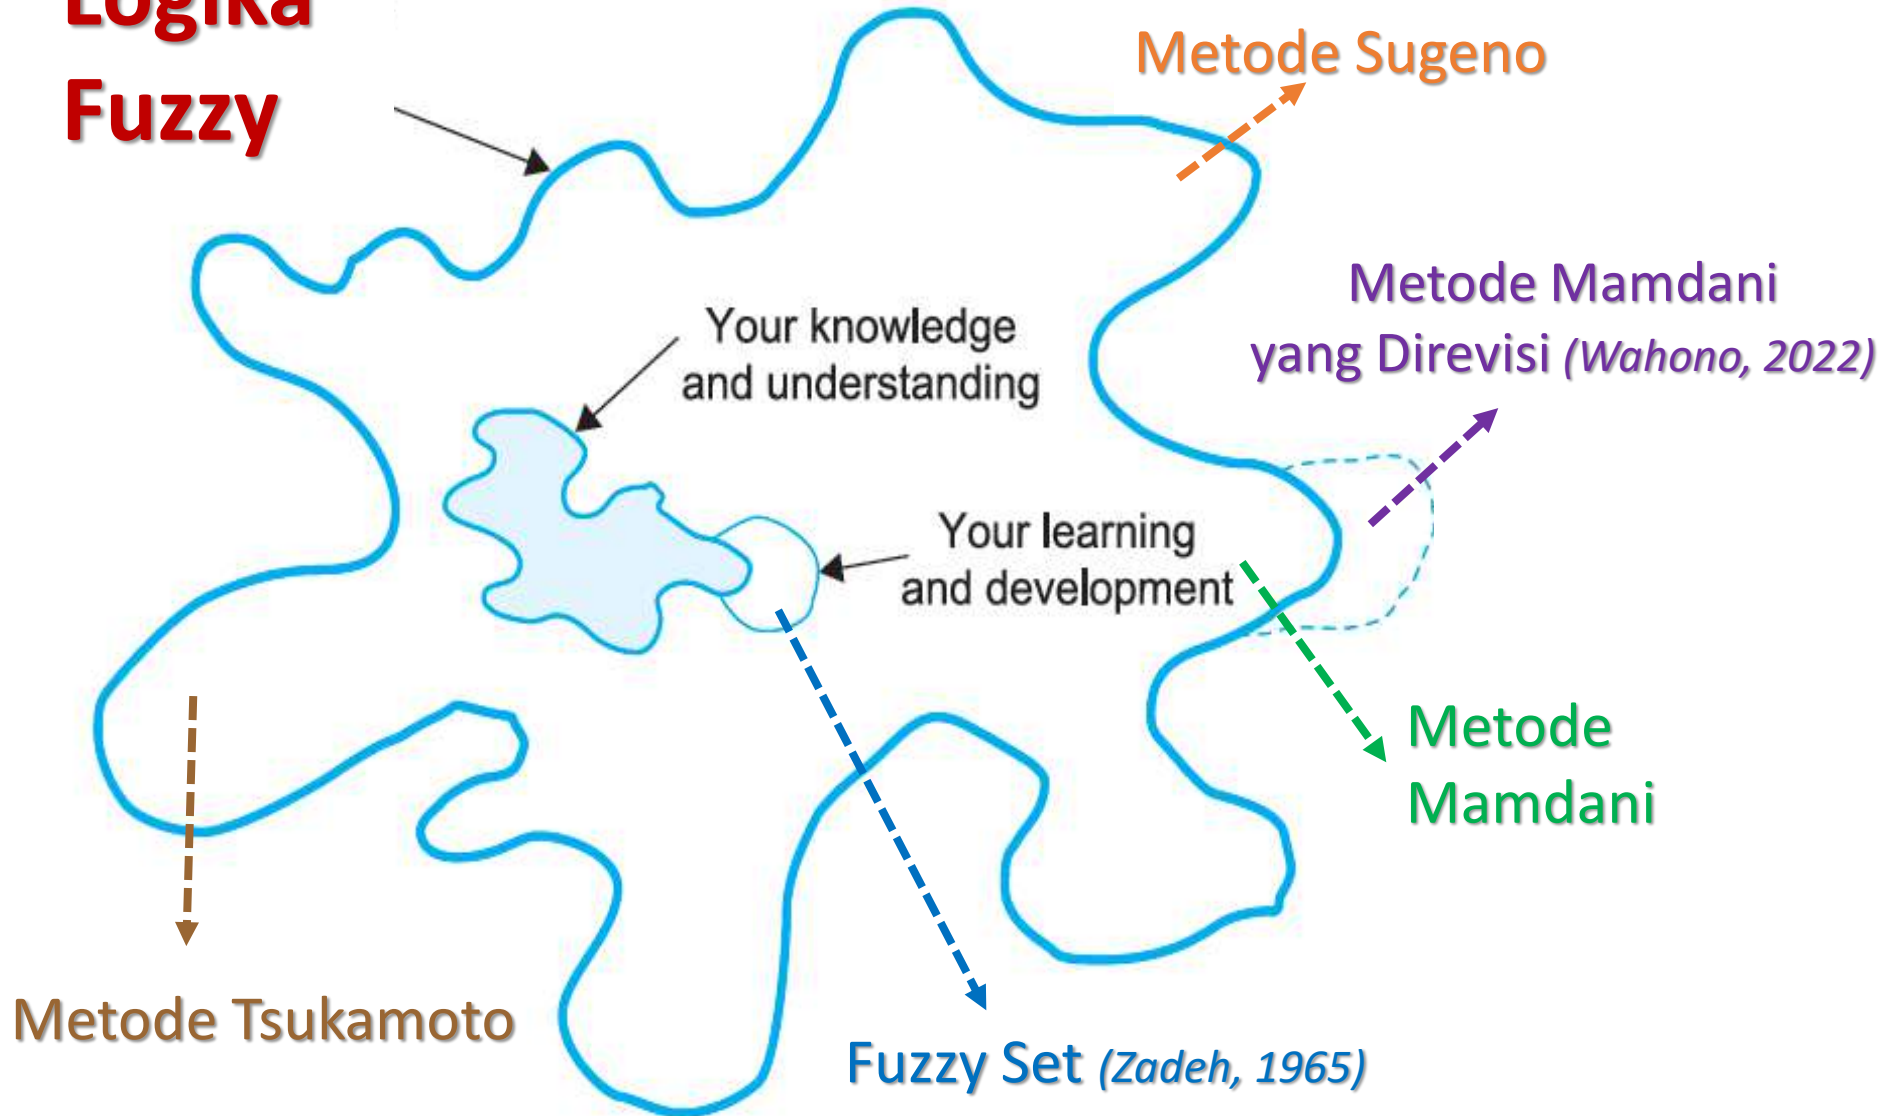 Logika
Fuzzy
Metode Sugeno
Metode Mamdani
yang Direvisi (Wahono, 2022)
Your knowledge
and understanding
Your learning
and development
Metode
Mamdani
Metode Tsukamoto
Fuzzy Set (Zadeh, 1965)